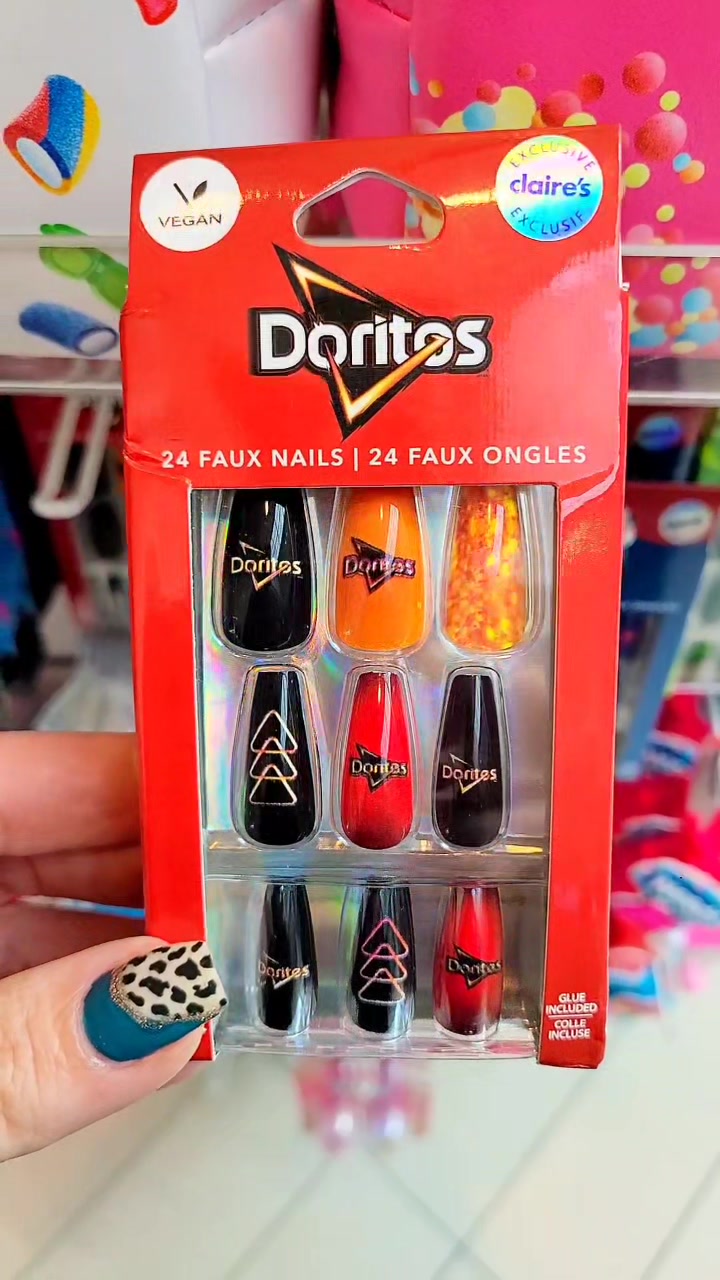 VEGAN
EXCLUSIVE
claire's
EXCLUSIF
Doritos
24 FAUX NAILS | 24 FAUX ONGLES
Doritos
Doritos
Doritos
Doritos
Doritos
Doritos
GLUE
INCLUDED
COLLE
INCLUSE